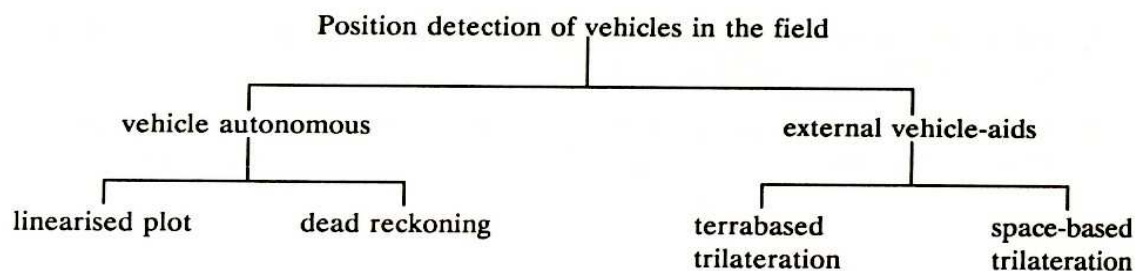 Position detection of vehicles in the field
vehicle autonomous
external vehicle-aids
linearised plot
dead reckoning
terrabased
trilateration
space-based
trilateration